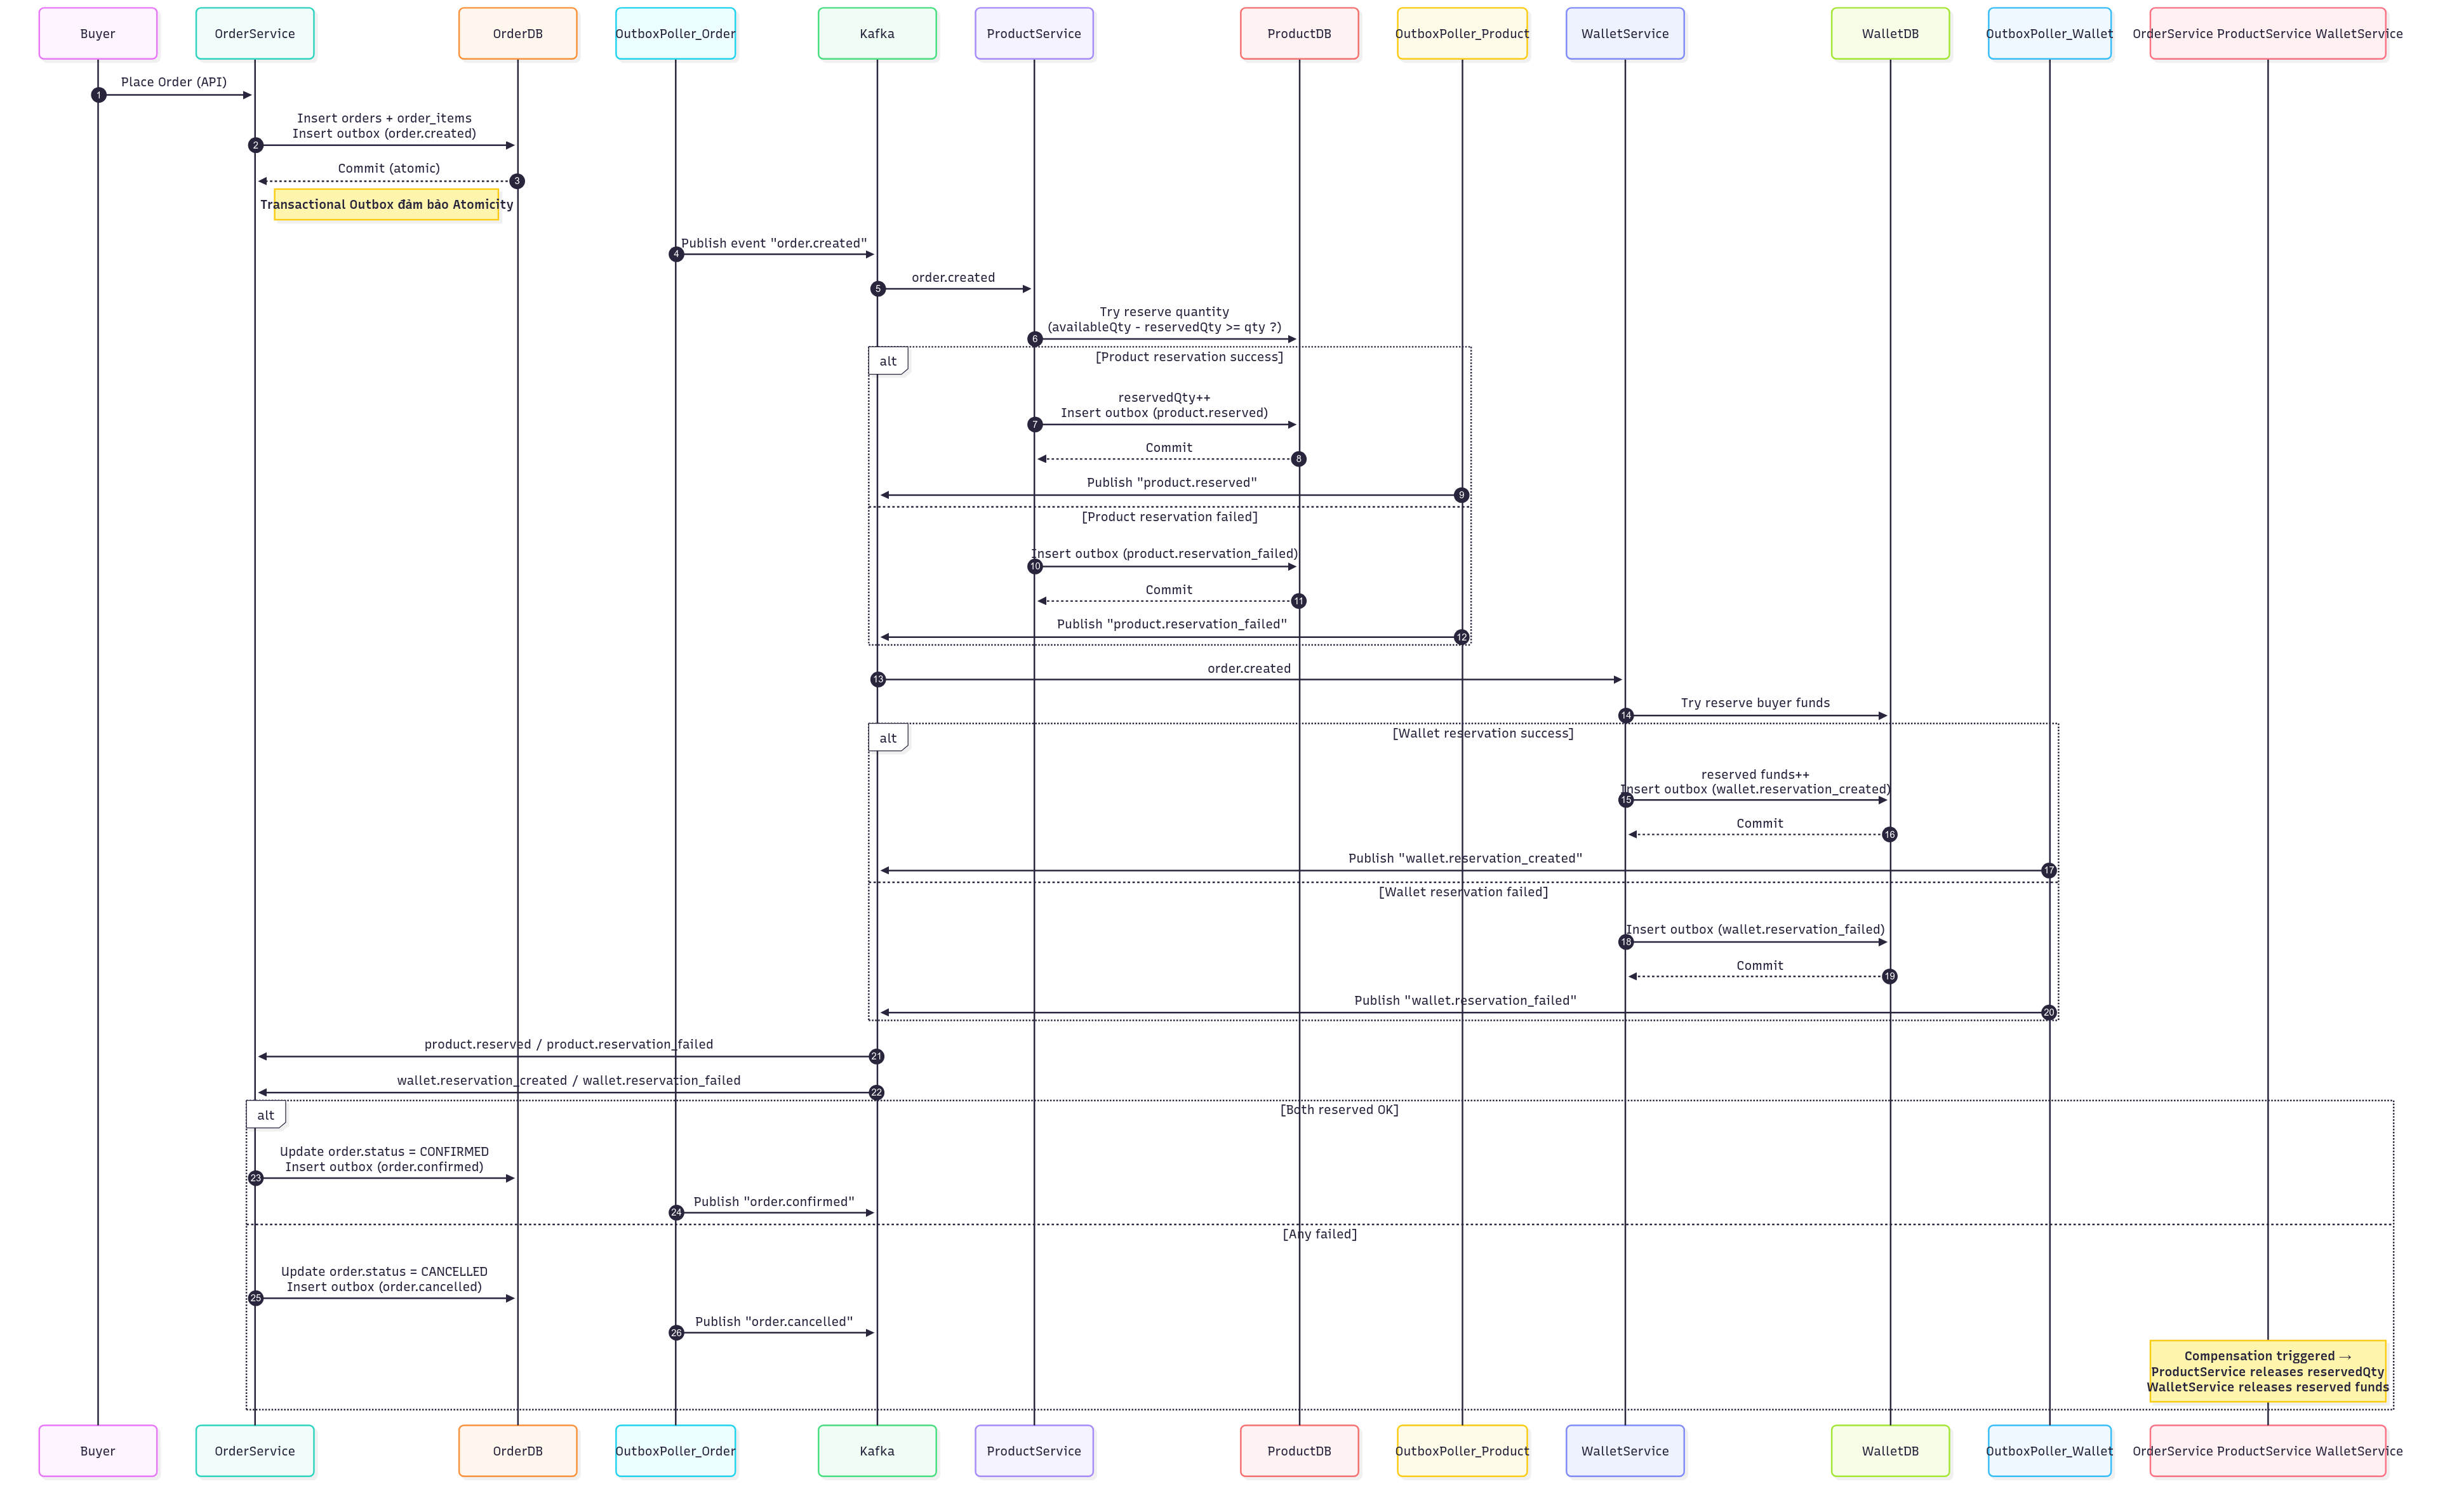 Buyer
OrderService
OrderDB
OutboxPoller_Order
Kafka
ProductService
ProductDB
OutboxPoller_Product
WalletService
WalletDB
OutboxPoller_Wallet
OrderService ProductService WalletService
Place Order (API)
1
Insert orders + order_items
Insert outbox (order.created)
2
Commit (atomic)
3
Transactional Outbox đảm bảo Atomicity
Publish event "order.created"
4
order.created
5
Try reserve quantity
(availableQty - reservedQty >= qty ?)
6
alt
[Product reservation success]
reservedQty++
Insert outbox (product.reserved)
7
Commit
8
Publish "product.reserved"
9
[Product reservation failed]
Insert outbox (product.reservation_failed)
10
Commit
11
Publish "product.reservation_failed"
12
order.created
13
Try reserve buyer funds
14
alt
[Wallet reservation success]
reserved funds++
Insert outbox (wallet.reservation_created)
15
Commit
16
Publish "wallet.reservation_created"
17
[Wallet reservation failed]
Insert outbox (wallet.reservation_failed)
18
Commit
19
Publish "wallet.reservation_failed"
20
product.reserved / product.reservation_failed
21
wallet.reservation_created / wallet.reservation_failed
22
alt
[Both reserved OK]
Update order.status = CONFIRMED
Insert outbox (order.confirmed)
23
Publish "order.confirmed"
24
[Any failed]
Update order.status = CANCELLED
Insert outbox (order.cancelled)
25
Publish "order.cancelled"
26
Compensation triggered →
ProductService releases reservedQty
WalletService releases reserved funds
Buyer
OrderService
OrderDB
OutboxPoller_Order
Kafka
ProductService
ProductDB
OutboxPoller_Product
WalletService
WalletDB
OutboxPoller_Wallet
OrderService ProductService WalletService